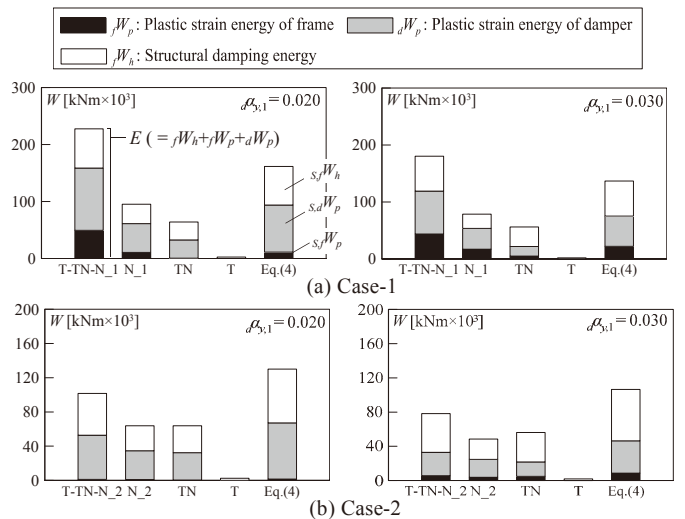 fWp : Plastic strain energy of frame dWp : Plastic strain energy of damper
fWh : Structural damping energy
300 W [kNm×10³] dαy,1 = 0.020
E ( = fWh+fWp+dWp)
200
S,fWh
100
S,dWp
S,fWp
0
T-TN-N_1 N_1 TN T Eq.(4)
300 W [kNm×10³] dαy,1 = 0.030
200
100
0
T-TN-N_1 N_1 TN T Eq.(4)
(a) Case-1
200 W [kNm×10³] dαy,1 = 0.020
160
120
80
40
0
T-TN-N_2 N_2 TN T Eq.(4)
200 W [kNm×10³] dαy,1 = 0.030
160
120
80
40
0
T-TN-N_2 N_2 TN T Eq.(4)
(b) Case-2